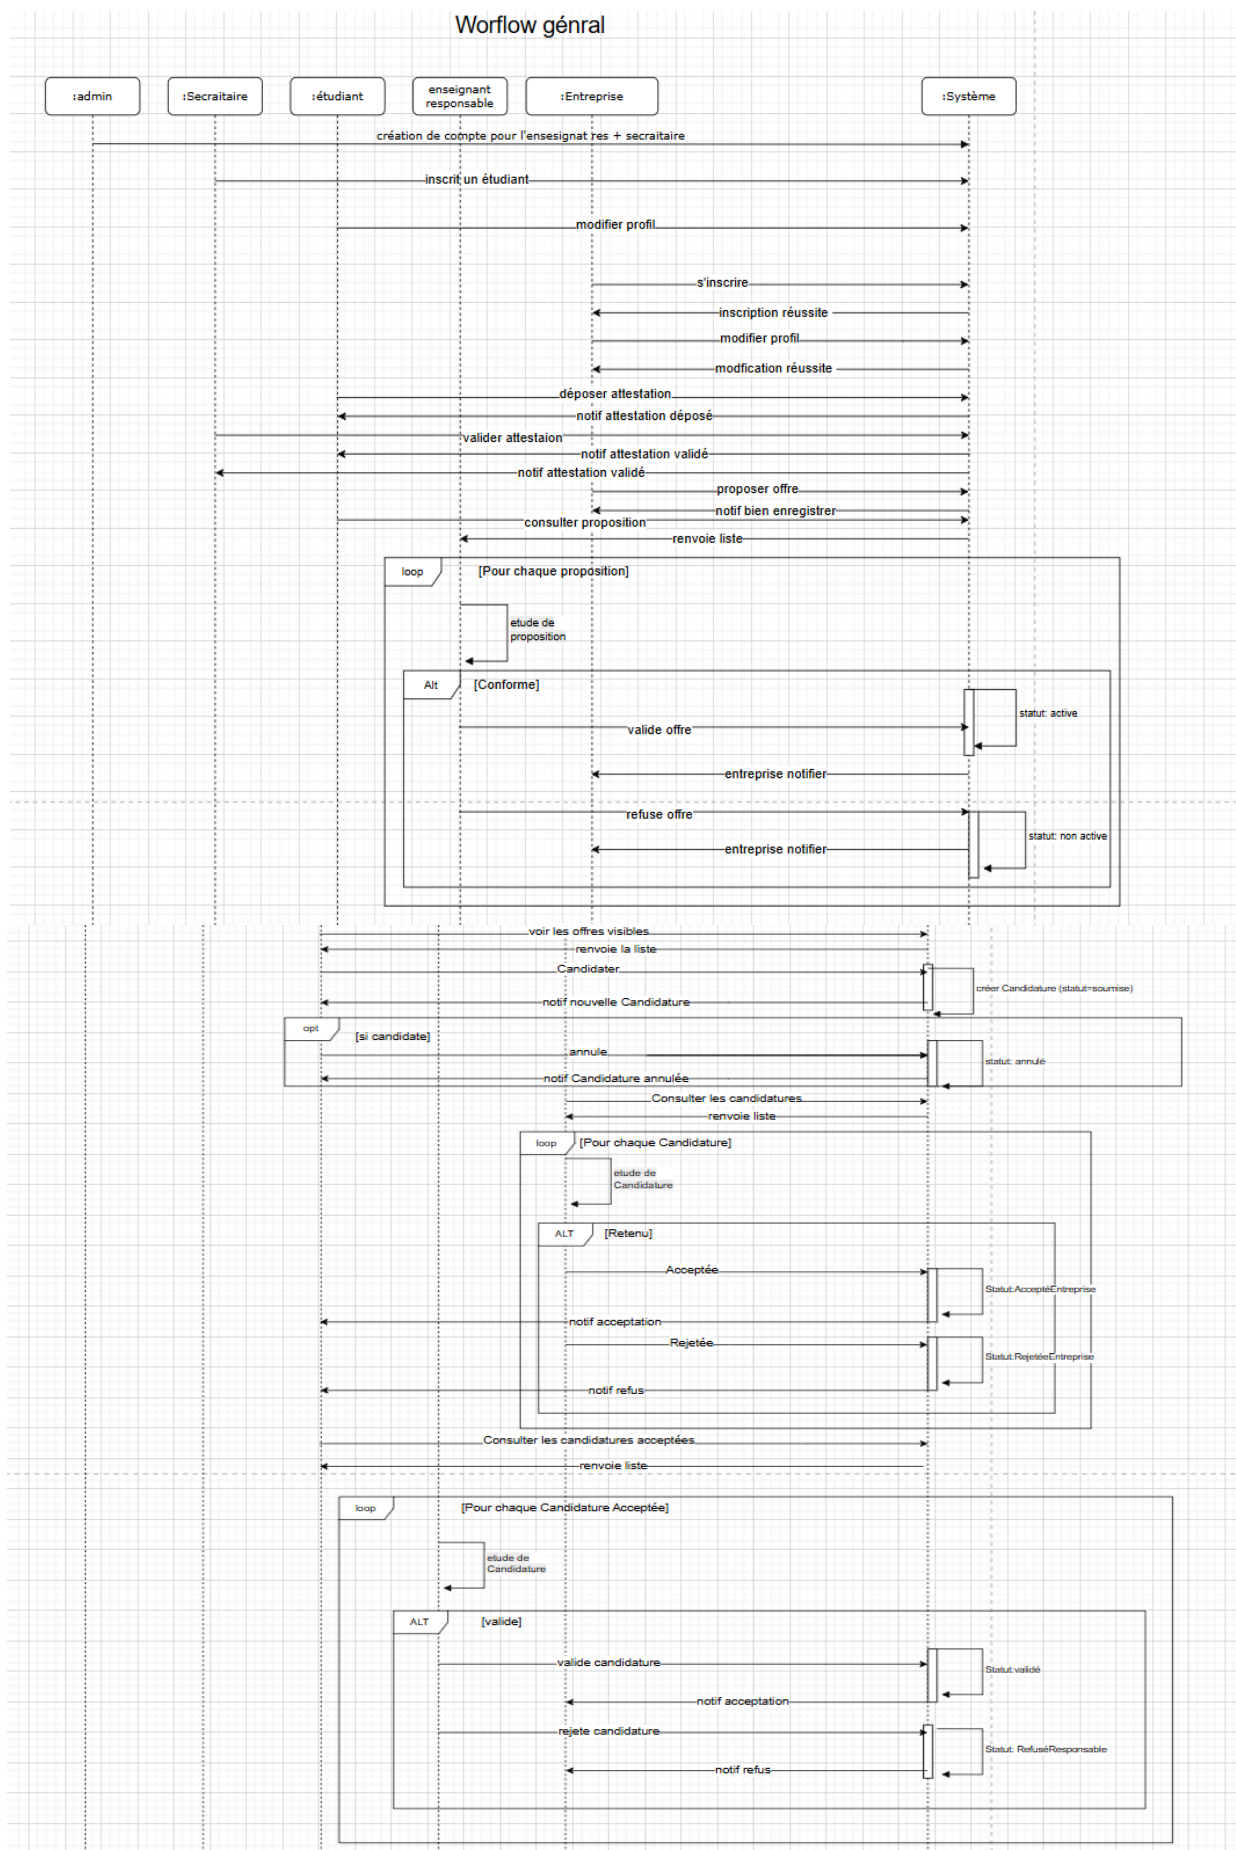 Worflow génral
:admin
:Secraitaire
:étudiant
enseignant
responsable
:Entreprise
:Système
création de compte pour l'ensesignat res + secraitaire
inscrit un étudiant
modifier profil
s'inscrire
inscription réussite
modifier profil
modfication réussite
déposer attestation
notif attestation déposé
valider attestaion
notif attestation validé
notif attestation validé
proposer offre
notif bien enregistrer
consulter proposition
renvoie liste
loop
[Pour chaque proposition]
etude de
proposition
Alt
[Conforme]
statut: active
valide offre
entreprise notifier
refuse offre
statut: non active
entreprise notifier
voir les offres visibles
renvoie la liste
Candidater
créer Candidature (statut=soumise)
notif nouvelle Candidature
opt
[si candidate]
annule
statut: annulé
notif Candidature annulée
Consulter les candidatures
renvoie liste
loop
[Pour chaque Candidature]
etude de
Candidature
ALT
[Retenu]
Acceptée
Statut:AcceptéEntreprise
notif acceptation
Rejetée
Statut:RejetéeEntreprise
notif refus
Consulter les candidatures acceptées
renvoie liste
loop
[Pour chaque Candidature Acceptée]
etude de
Candidature
ALT
[valide]
valide candidature
Statut:validé
notif acceptation
rejete candidature
Statut: RefuséResponsable
notif refus